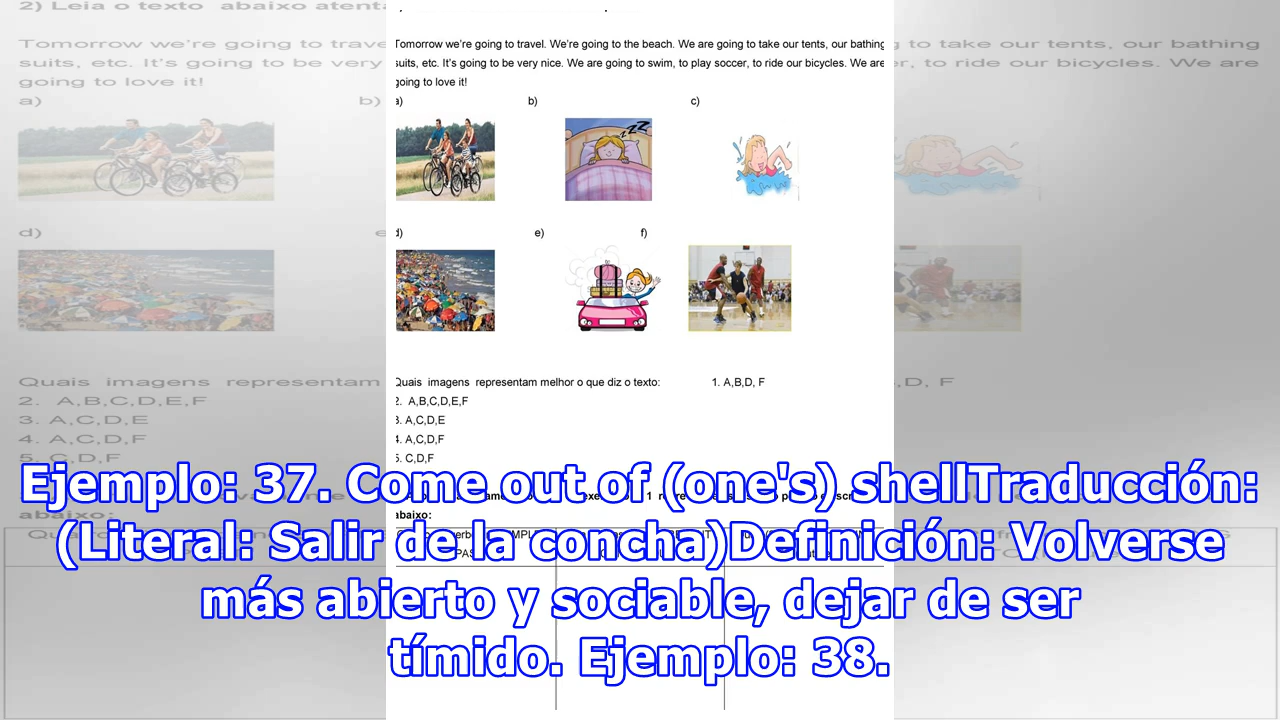 Tomorrow we're going to travel. We're going to the beach. We are going to take our tents, our bathing
suits, etc. It's going to be very nice. We are going to swim, to play soccer, to ride our bicycles. We are
going to love it!
a) b) c)
zzz
d) e) f)
Quais imagens representam melhor o que diz o texto: 1. A,B,D, F
2. A,B,C,D,E,F
3. A,C,D,E
4. A,C,D,F
5. C,D,F
abaixo:
Ejemplo: 37. Come out of (one's) shellTraducción:
(Literal: Salir de la concha)Definición: Volverse
más abierto y sociable, dejar de ser
tímido. Ejemplo: 38.